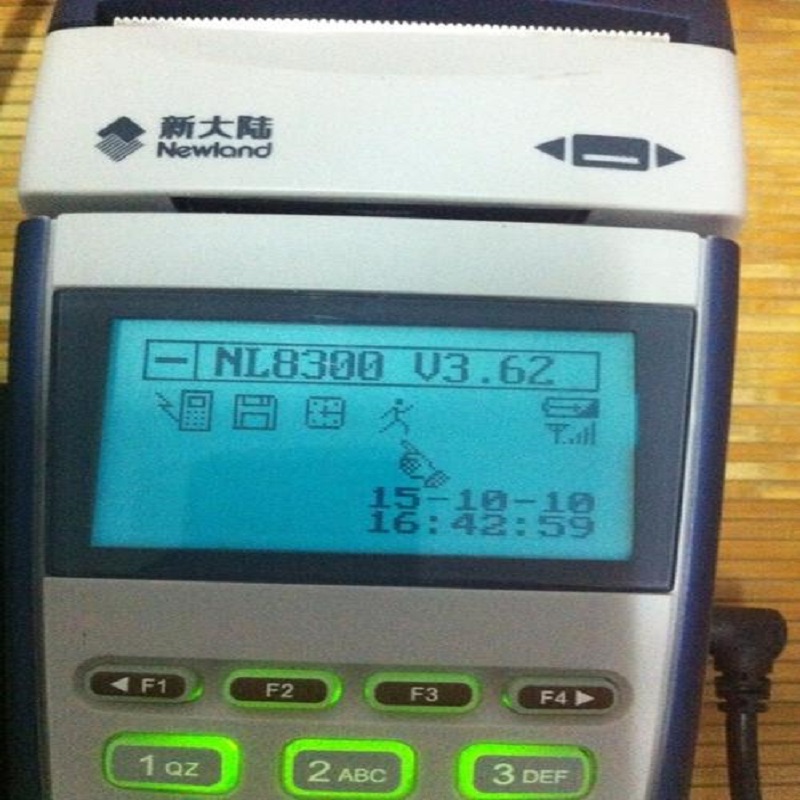 新大陆
Newland
NL8300 V3.62
15-10-10
16:42:59
◀ F1 F2 F3 F4 ▶
1 QZ 2 ABC 3 DEF